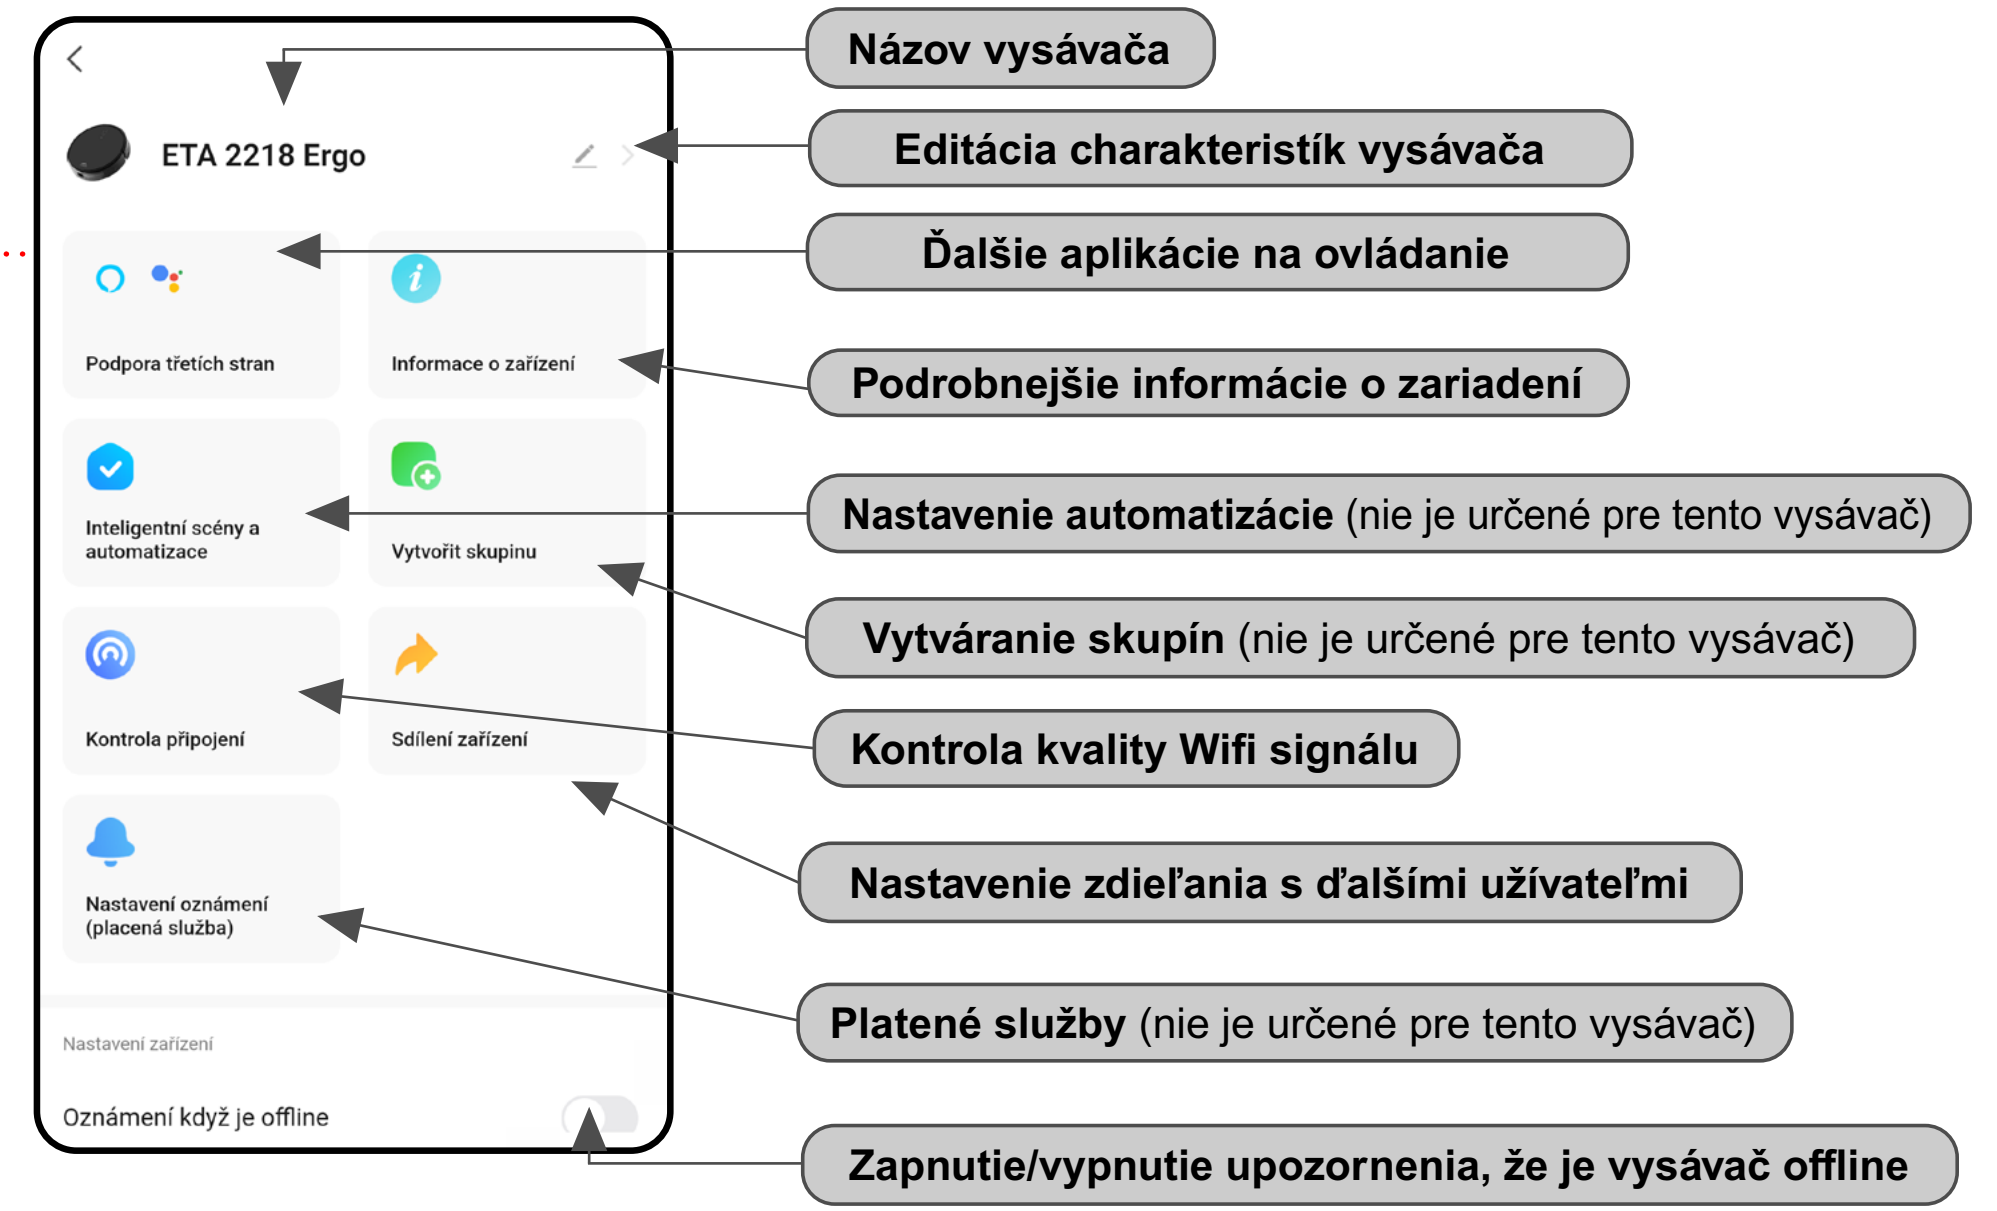 Názov vysávača
ETA 2218 Ergo
Editácia charakteristík vysávača
Ďalšie aplikácie na ovládanie
Podpora třetích stran
Informace o zařízení
Podrobnejšie informácie o zariadení
Inteligentní scény a
automatizace
Vytvořit skupinu
Nastavenie automatizácie (nie je určené pre tento vysávač)
Vytváranie skupín (nie je určené pre tento vysávač)
Kontrola připojení
Sdílení zařízení
Kontrola kvality Wifi signálu
Nastavenie zdieľania s ďalšími užívateľmi
Nastavení oznámení
(placená služba)
Platené služby (nie je určené pre tento vysávač)
Nastavení zařízení
Oznámení když je offline
Zapnutie/vypnutie upozornenia, že je vysávač offline